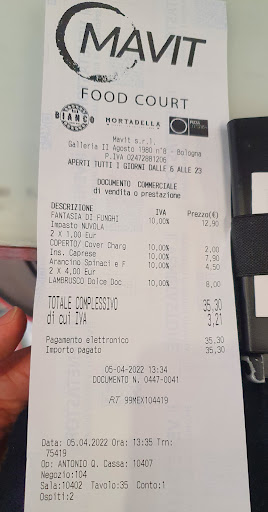 MAVIT
FOOD COURT
BIANCO MORTADELLA
Mavit s.r.l.
Galleria II Agosto 1980 n°8 - Bologna
P.IVA 02472881206
APERTI TUTTI I GIORNI DALLE 6 ALLE 23
DOCUMENTO COMMERCIALE
di vendita o prestazione
DESCRIZIONE IVA Prezzo(€)
FANTASIA DI FUNGHI 10,00% 12,90
Impasto NUVOLA
2 X 1,00 Eur
COPERTO/ Cover Charg 10,00% 2,00
Ins. Caprese 10,00% 7,90
Arancino Spinaci e F 10,00% 4,50
2 X 4,00 Eur
LAMBRUSCO Dolce Doc 10,00% 8,00
TOTALE COMPLESSIVO 35,30
di cui IVA 3,21
Pagamento elettronico 35,30
Importo pagato 35,30
05-04-2022 13:34
DOCUMENTO N. 0447-0041
RT 99MEX104419
Data: 05.04.2022 Ora: 13:35 Trn:
75419
Op: ANTONIO Q. Cassa: 10407
Negozio:104
Sala:10402 Tavolo:35 Conto:1
Ospiti:2